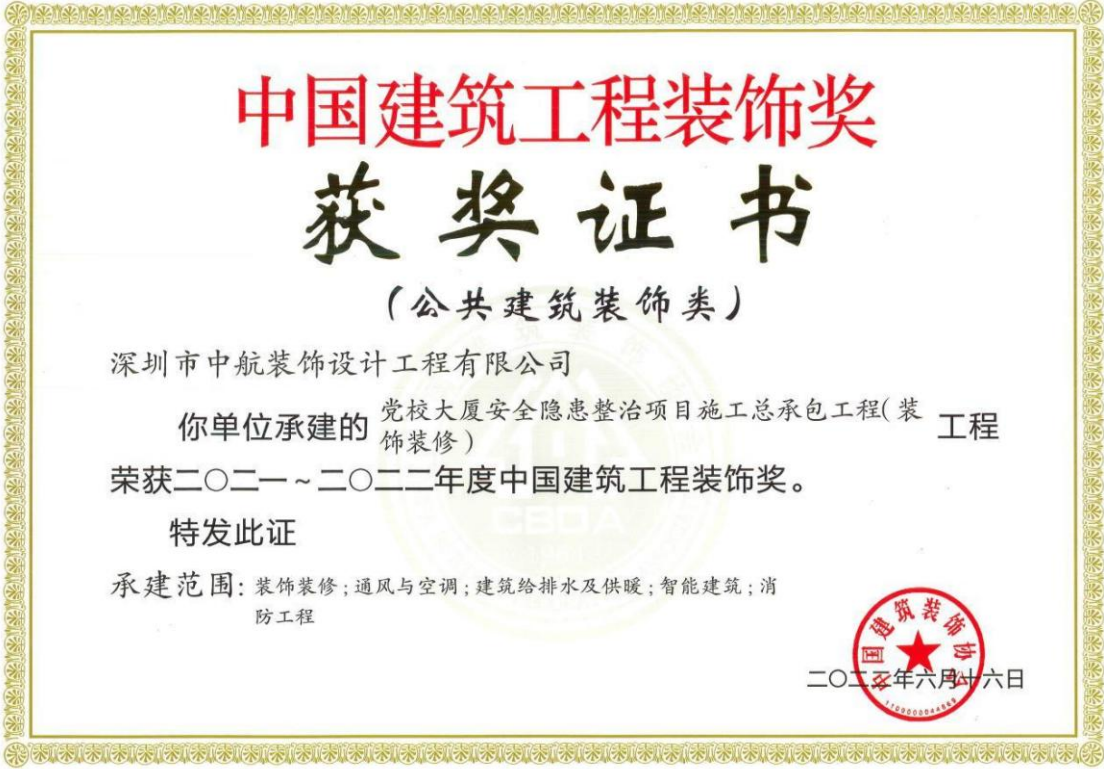 中国建筑工程装饰奖
获奖证书
(公共建筑装饰类)
深圳市中航装饰设计工程有限公司
你单位承建的 党校大厦安全隐患整治项目施工总承包工程(装
饰装修) 工程
荣获二〇二一~二〇二二年度中国建筑工程装饰奖。
CBDA
特发此证
承建范围:装饰装修;通风与空调;建筑给排水及供暖;智能建筑;消
防工程
中国建筑装饰协会
二〇二三年六月十六日